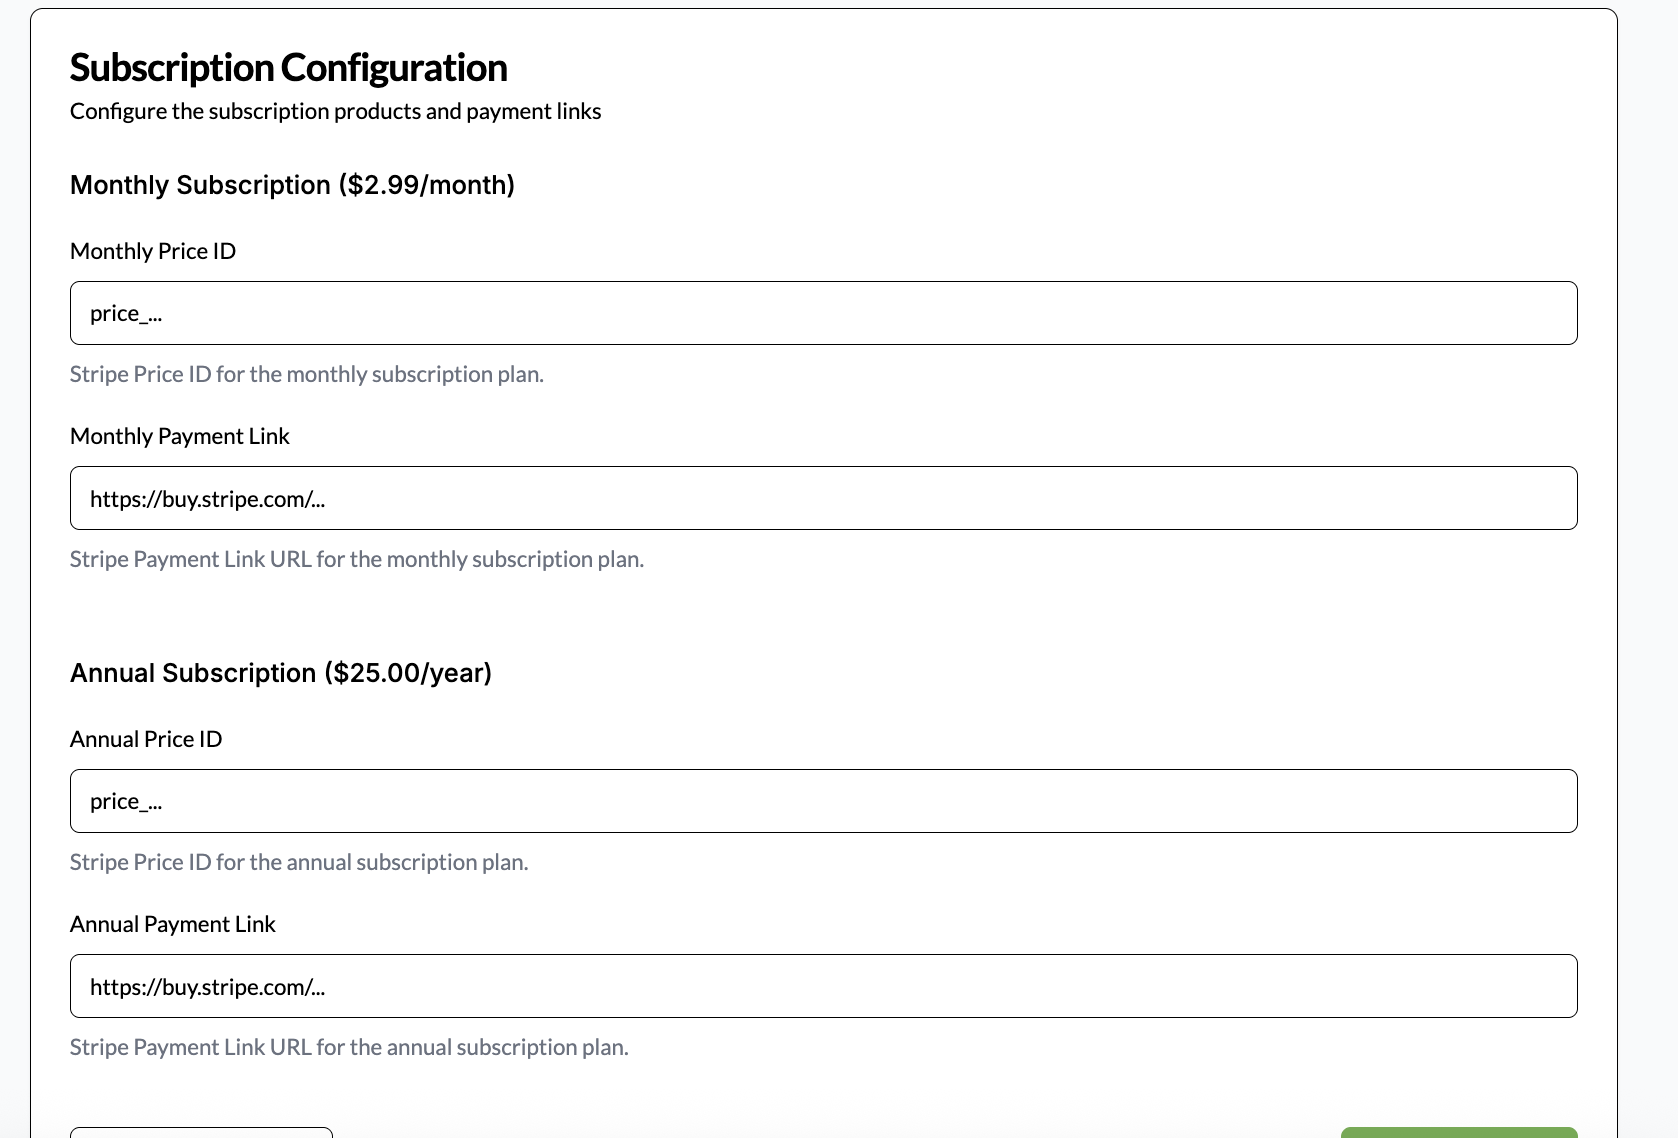 Subscription Configuration
Configure the subscription products and payment links
Monthly Subscription ($2.99/month)
Monthly Price ID
price_...
Stripe Price ID for the monthly subscription plan.
Monthly Payment Link
https://buy.stripe.com/...
Stripe Payment Link URL for the monthly subscription plan.
Annual Subscription ($25.00/year)
Annual Price ID
price_...
Stripe Price ID for the annual subscription plan.
Annual Payment Link
https://buy.stripe.com/...
Stripe Payment Link URL for the annual subscription plan.